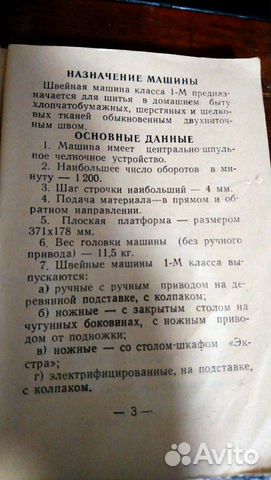 НАЗНАЧЕНИЕ МАШИНЫ
Швейная машина класса 1-М предназ-
начается для шитья в домашнем быту
хлопчатобумажных, шерстяных и шелко-
вых тканей обыкновенным двухниточ-
ным швом.
ОСНОВНЫЕ ДАННЫЕ
1. Машина имеет центрально-шпуль-
ное челночное устройство.
2. Наибольшее число оборотов в ми-
нуту — 1 200.
3. Шаг строчки наибольший — 4 мм.
4. Подача материала—в прямом и об-
ратном направлении.
5. Плоская платформа — размером
371х178 мм.
6. Вес головки машины (без ручного
привода) — 11,5 кг.
7. Швейные машины 1-М класса вы-
пускаются:
а) ручные с ручным приводом на де-
ревянной подставке, с колпаком;
б) ножные — с закрытым столом на
чугунных боковинах, с ножным приво-
дом от подножки;
в) ножные — со столом-шкафом «Эк-
стра»;
г) электрифицированные, на подставке,
с колпаком.
— 3 —
Avito